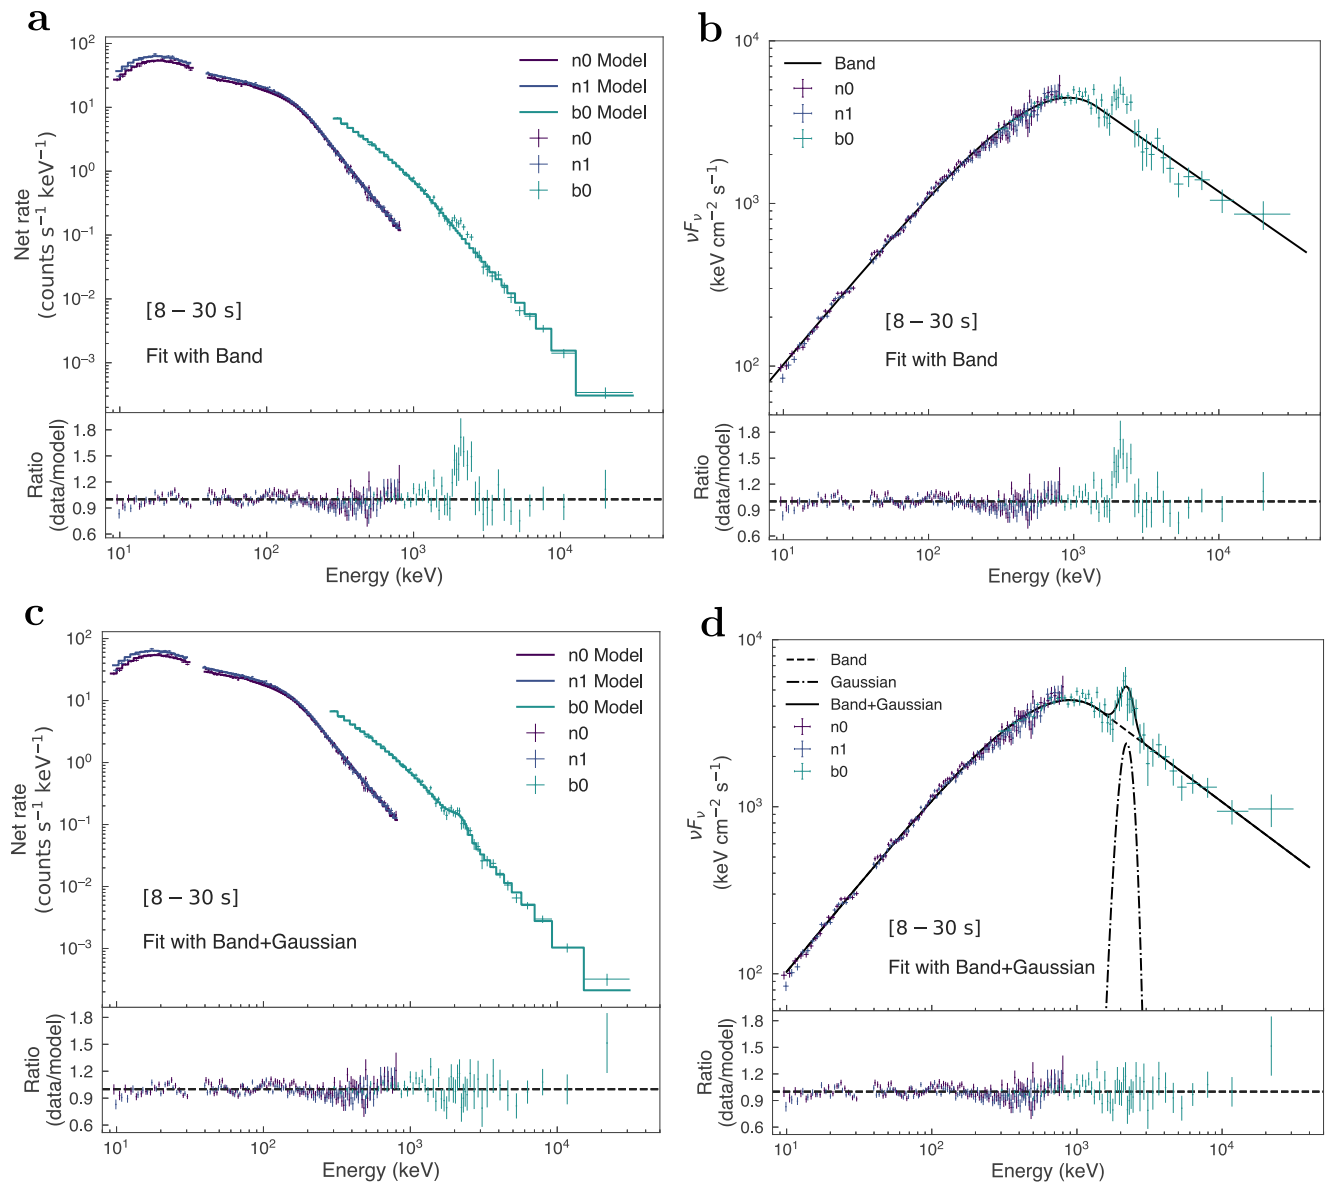 a
10²
10¹
10⁰
10⁻¹
10⁻²
10⁻³
Net rate
(counts s⁻¹ keV⁻¹)
n0 Model
n1 Model
b0 Model
n0
n1
b0
[8 − 30 s]
Fit with Band
1.8
1.5
1.2
0.9
0.6
Ratio
(data/model)
10¹
10²
10³
10⁴
Energy (keV)
b
10⁴
10³
10²
νFν
(keV cm⁻² s⁻¹)
Band
n0
n1
b0
[8 − 30 s]
Fit with Band
1.8
1.5
1.2
0.9
0.6
Ratio
(data/model)
10¹
10²
10³
10⁴
Energy (keV)
c
10²
10¹
10⁰
10⁻¹
10⁻²
10⁻³
Net rate
(counts s⁻¹ keV⁻¹)
n0 Model
n1 Model
b0 Model
n0
n1
b0
[8 − 30 s]
Fit with Band+Gaussian
1.8
1.5
1.2
0.9
0.6
Ratio
(data/model)
10¹
10²
10³
10⁴
Energy (keV)
d
10⁴
10³
10²
νFν
(keV cm⁻² s⁻¹)
Band
Gaussian
Band+Gaussian
n0
n1
b0
[8 − 30 s]
Fit with Band+Gaussian
1.8
1.5
1.2
0.9
0.6
Ratio
(data/model)
10¹
10²
10³
10⁴
Energy (keV)